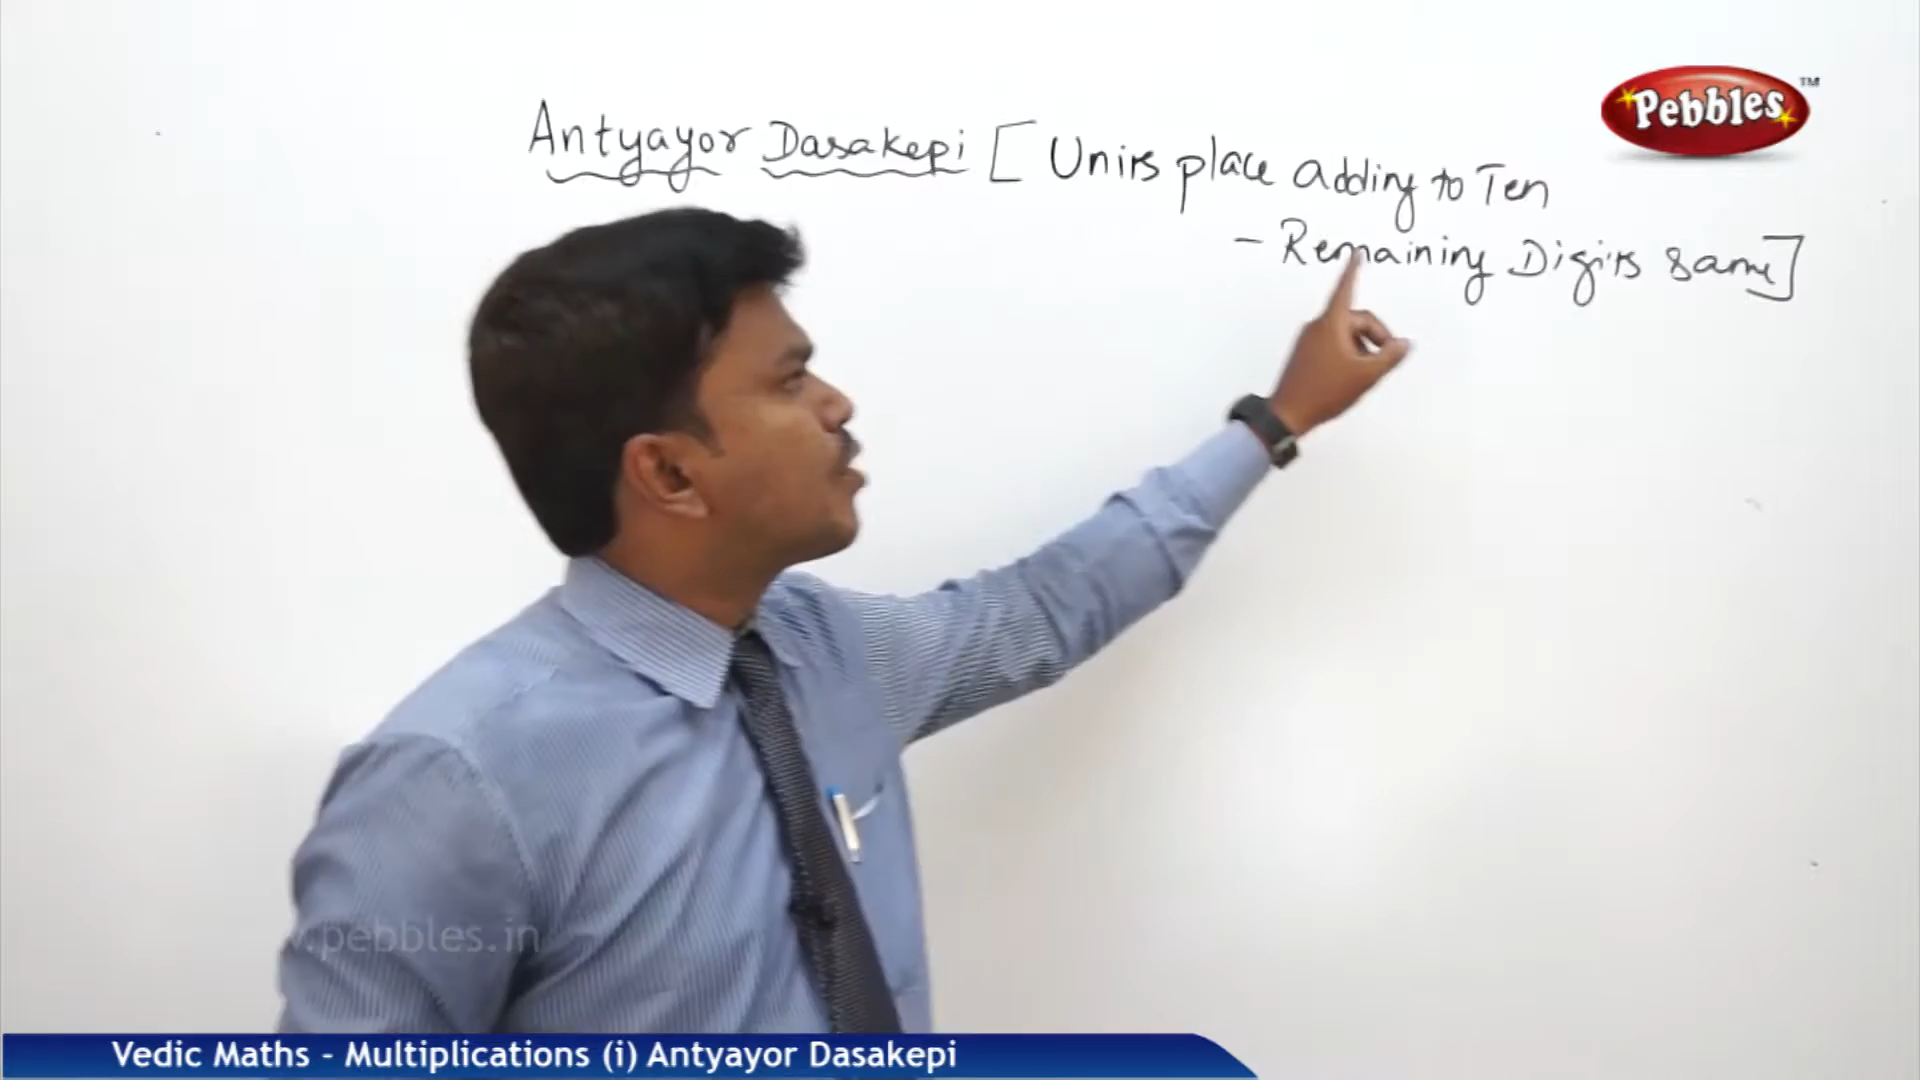 Pebbles TM
Antyayor Dasakepi [ Units place adding to Ten
- Remaining Digits same ]
.pebbles.in
Vedic Maths - Multiplications (i) Antyayor Dasakepi